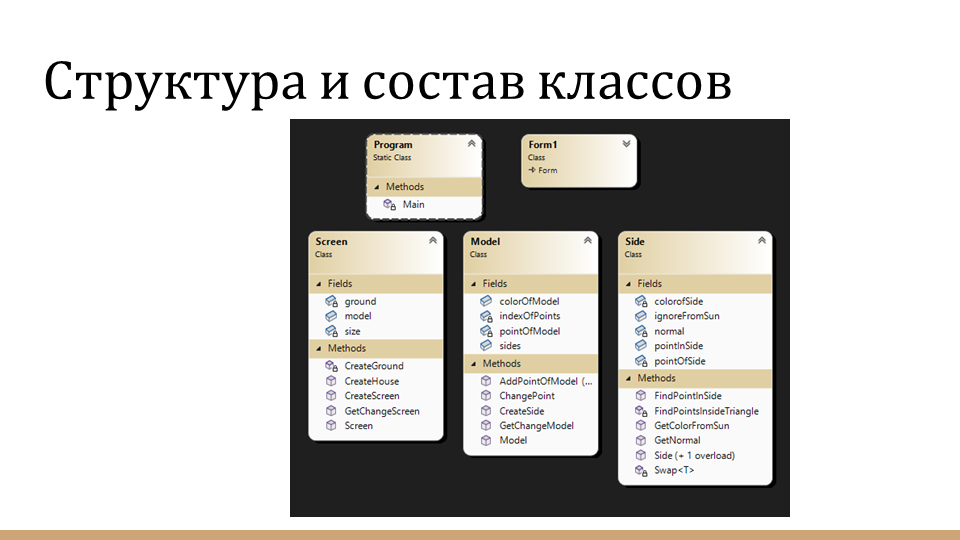 Структура и состав классов
Program
Static Class
Methods
Main
Form1
Class
Form
Screen
Class
Fields
ground
model
size
Methods
CreateGround
CreateHouse
CreateScreen
GetChangeScreen
Screen
Model
Class
Fields
colorOfModel
indexOfPoints
pointOfModel
sides
Methods
AddPointOfModel (...
ChangePoint
CreateSide
GetChangeModel
Model
Side
Class
Fields
colorofSide
ignoreFromSun
normal
pointInSide
pointOfSide
Methods
FindPointInSide
FindPointsInsideTriangle
GetColorFromSun
GetNormal
Side (+ 1 overload)
Swap<T>